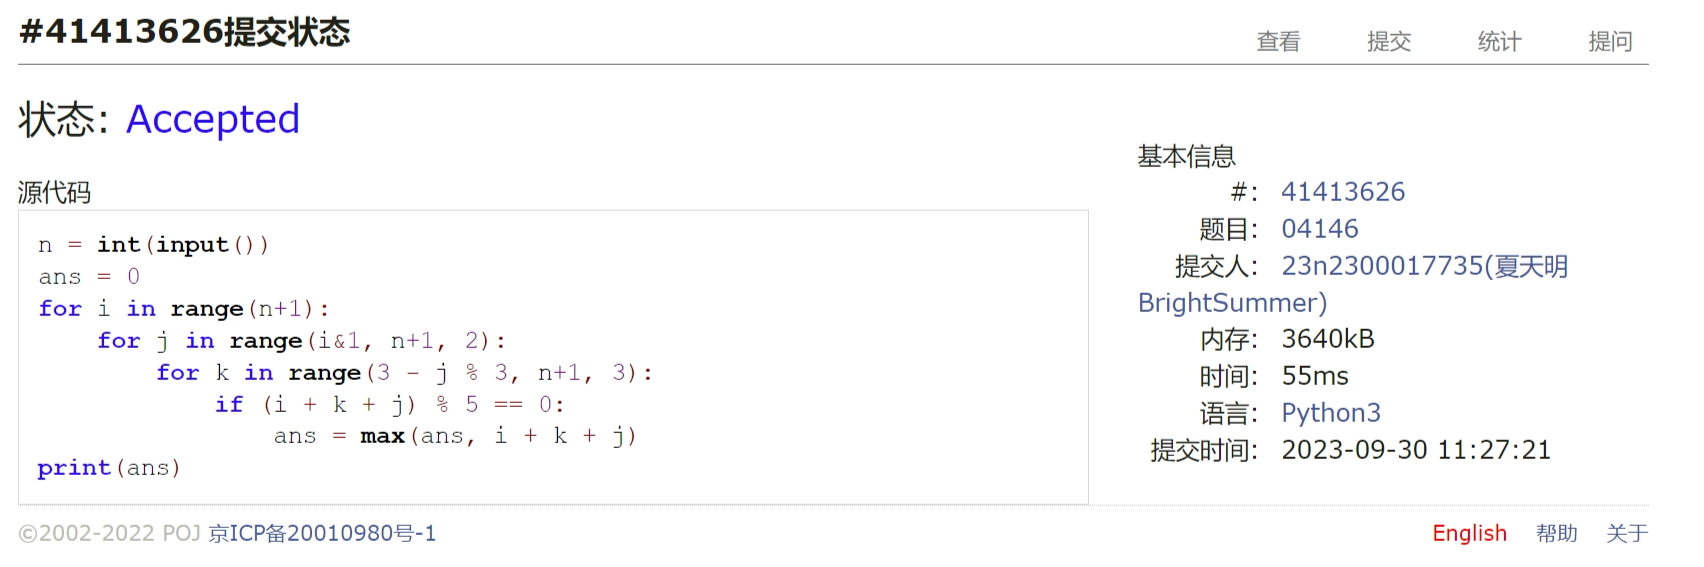 #41413626提交状态
查看 提交 统计 提问
状态: Accepted
源代码
n = int(input())
ans = 0
for i in range(n+1):
    for j in range(i&1, n+1, 2):
        for k in range(3 - j % 3, n+1, 3):
            if (i + k + j) % 5 == 0:
                ans = max(ans, i + k + j)
print(ans)
基本信息
#: 41413626
题目: 04146
提交人: 23n2300017735(夏天明
BrightSummer)
内存: 3640kB
时间: 55ms
语言: Python3
提交时间: 2023-09-30 11:27:21
©2002-2022 POJ 京ICP备20010980号-1
English 帮助 关于